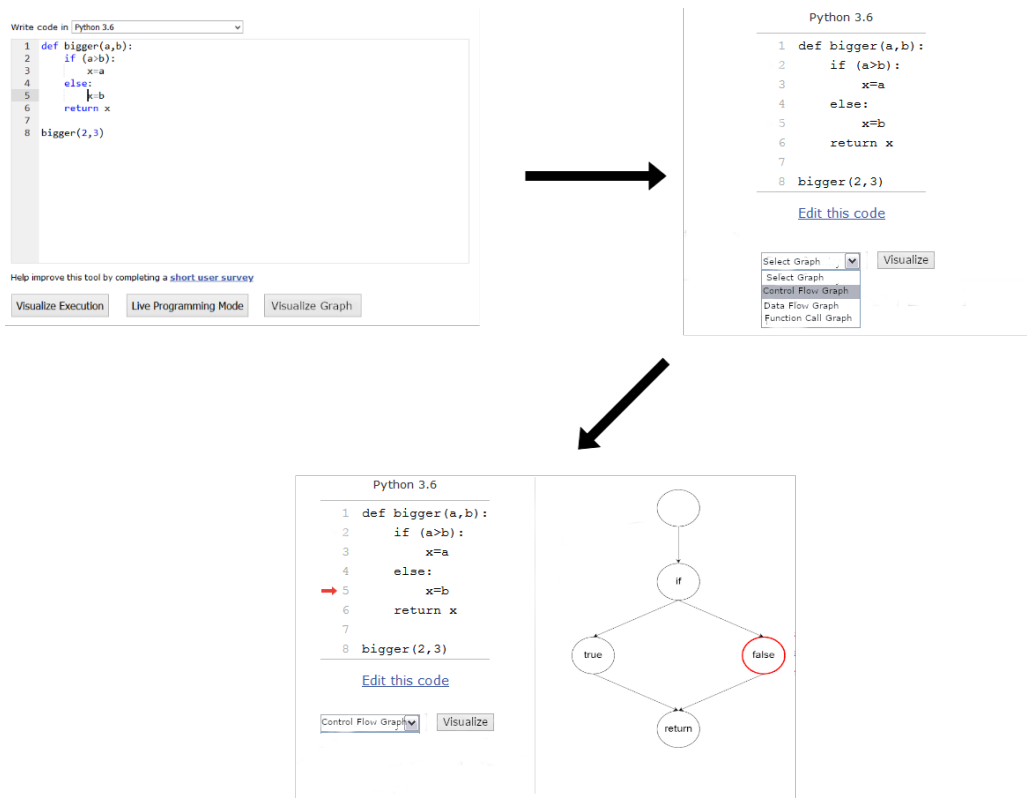 Write code in Python 3.6
1 def bigger(a,b):
2 if (a>b):
3 x=a
4 else:
5 x=b
6 return x
7
8 bigger(2,3)
Help improve this tool by completing a short user survey
Visualize Execution Live Programming Mode Visualize Graph
Python 3.6
1 def bigger(a,b):
2 if (a>b):
3 x=a
4 else:
5 x=b
6 return x
7
8 bigger(2,3)
Edit this code
Select Graph Visualize
Select Graph
Control Flow Graph
Data Flow Graph
Function Call Graph
Python 3.6
1 def bigger(a,b):
2 if (a>b):
3 x=a
4 else:
5 x=b
6 return x
7
8 bigger(2,3)
Edit this code
Control Flow Graph Visualize
if
true false
return